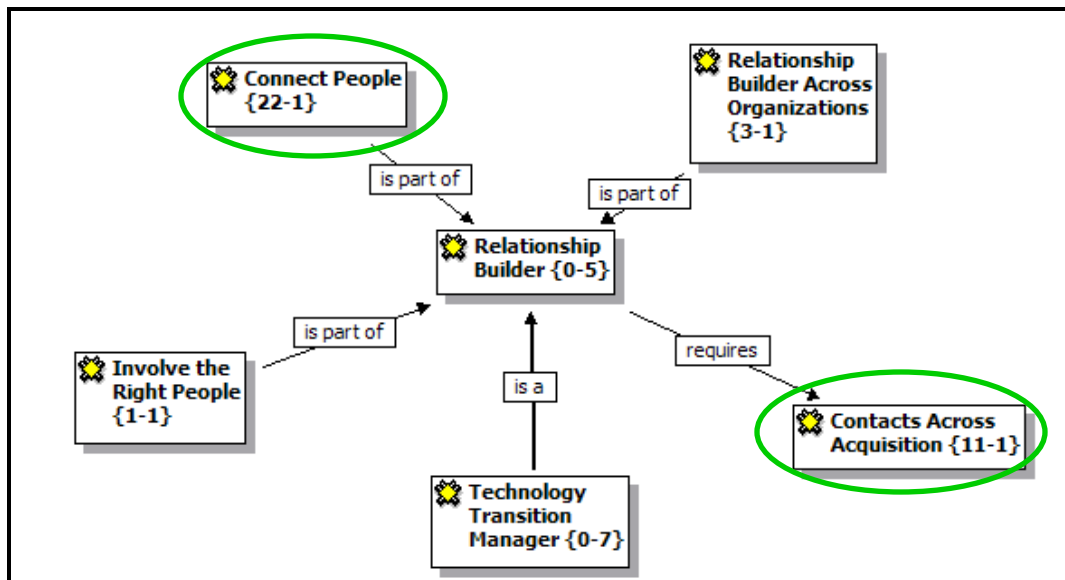 Connect People
{22-1}
Relationship
Builder Across
Organizations
{3-1}
is part of
is part of
Relationship
Builder {0-5}
is part of
requires
Involve the
Right People
{1-1}
is a
Contacts Across
Acquisition {11-1}
Technology
Transition
Manager {0-7}